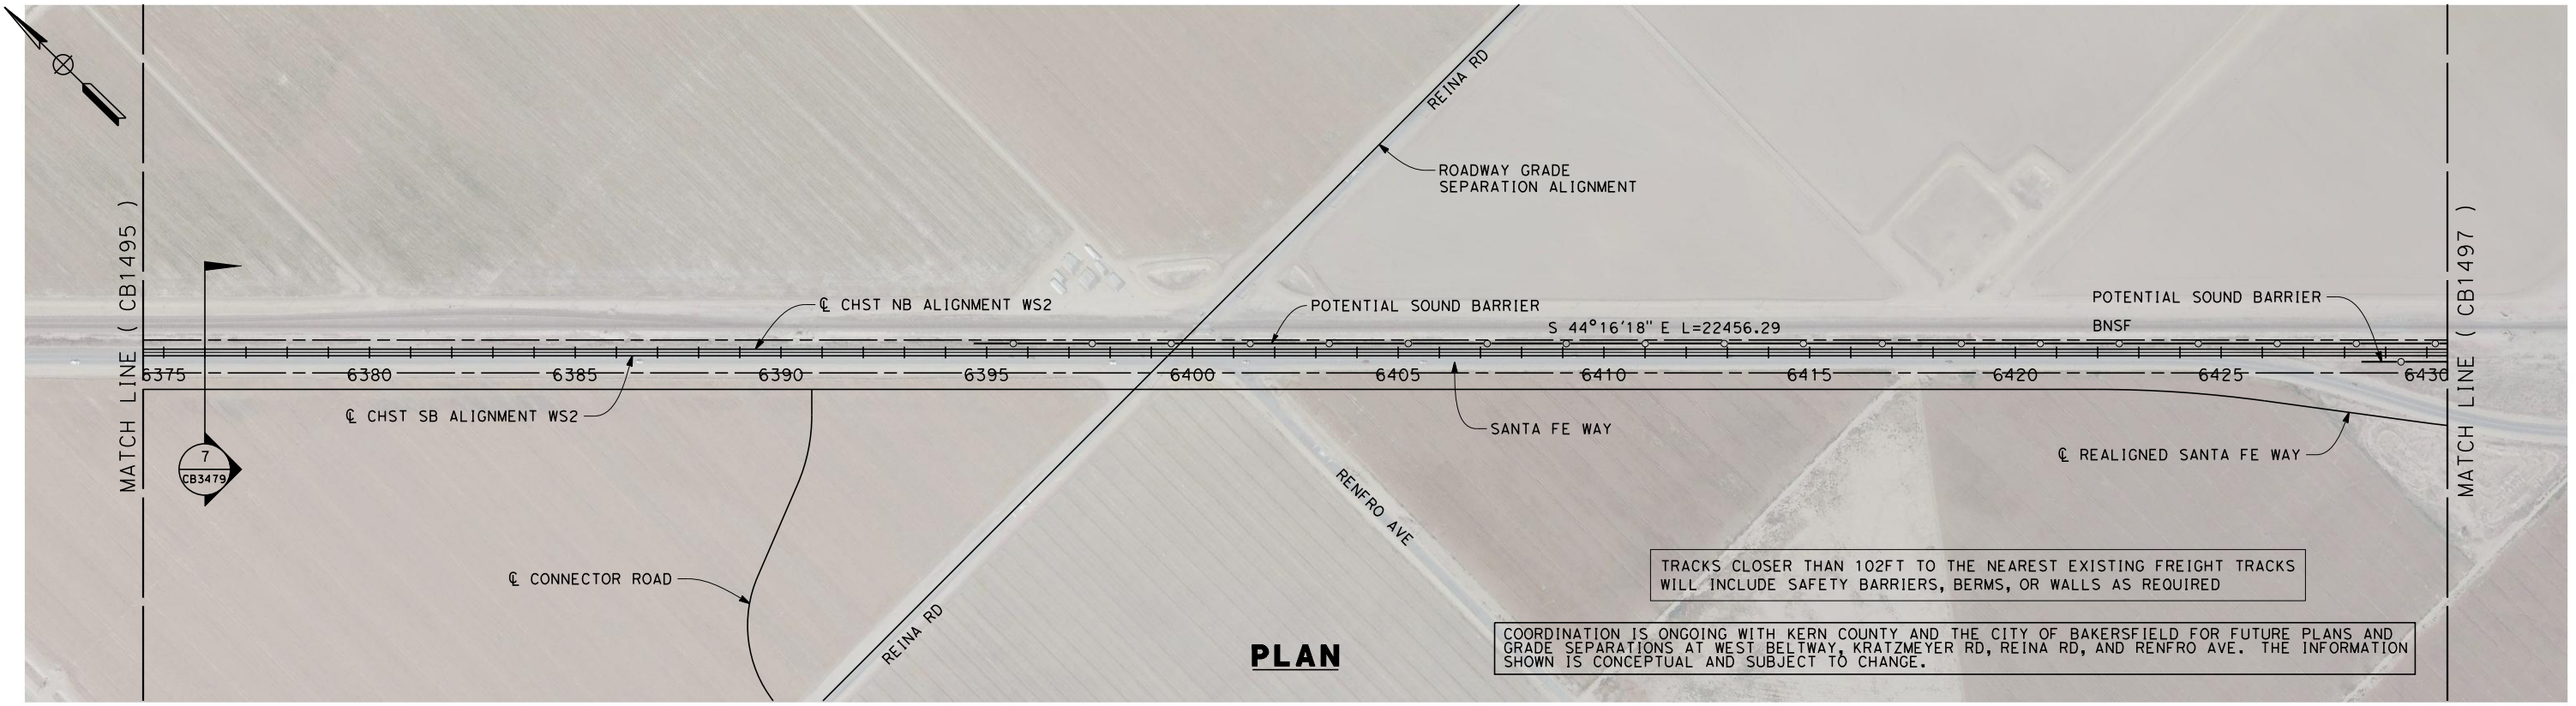 REINA RD
ROADWAY GRADE
SEPARATION ALIGNMENT
MATCH LINE ( CB1495 )
MATCH LINE ( CB1497 )
℄ CHST NB ALIGNMENT WS2
POTENTIAL SOUND BARRIER
S 44°16'18" E L=22456.29
POTENTIAL SOUND BARRIER
BNSF
6375 6380 6385 6390 6395 6400 6405 6410 6415 6420 6425 6430
℄ CHST SB ALIGNMENT WS2
SANTA FE WAY
℄ REALIGNED SANTA FE WAY
7
CB3479
RENFRO AVE
℄ CONNECTOR ROAD
REINA RD
TRACKS CLOSER THAN 102FT TO THE NEAREST EXISTING FREIGHT TRACKS
WILL INCLUDE SAFETY BARRIERS, BERMS, OR WALLS AS REQUIRED
COORDINATION IS ONGOING WITH KERN COUNTY AND THE CITY OF BAKERSFIELD FOR FUTURE PLANS AND
GRADE SEPARATIONS AT WEST BELTWAY, KRATZMEYER RD, REINA RD, AND RENFRO AVE. THE INFORMATION
SHOWN IS CONCEPTUAL AND SUBJECT TO CHANGE.
PLAN